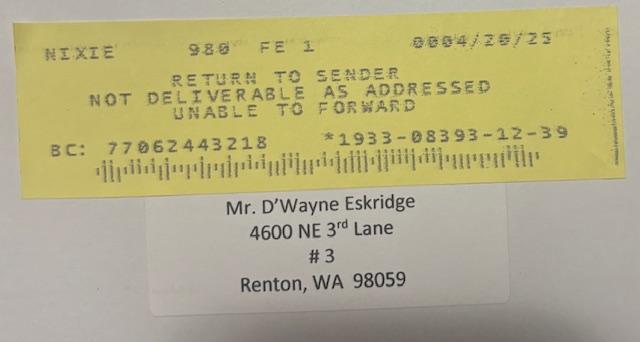 NIXIE 980 FE 1 0004/20/25
RETURN TO SENDER
NOT DELIVERABLE AS ADDRESSED
UNABLE TO FORWARD
BC: 77062443218 *1933-08393-12-39
Mr. D'Wayne Eskridge
4600 NE 3rd Lane
# 3
Renton, WA 98059